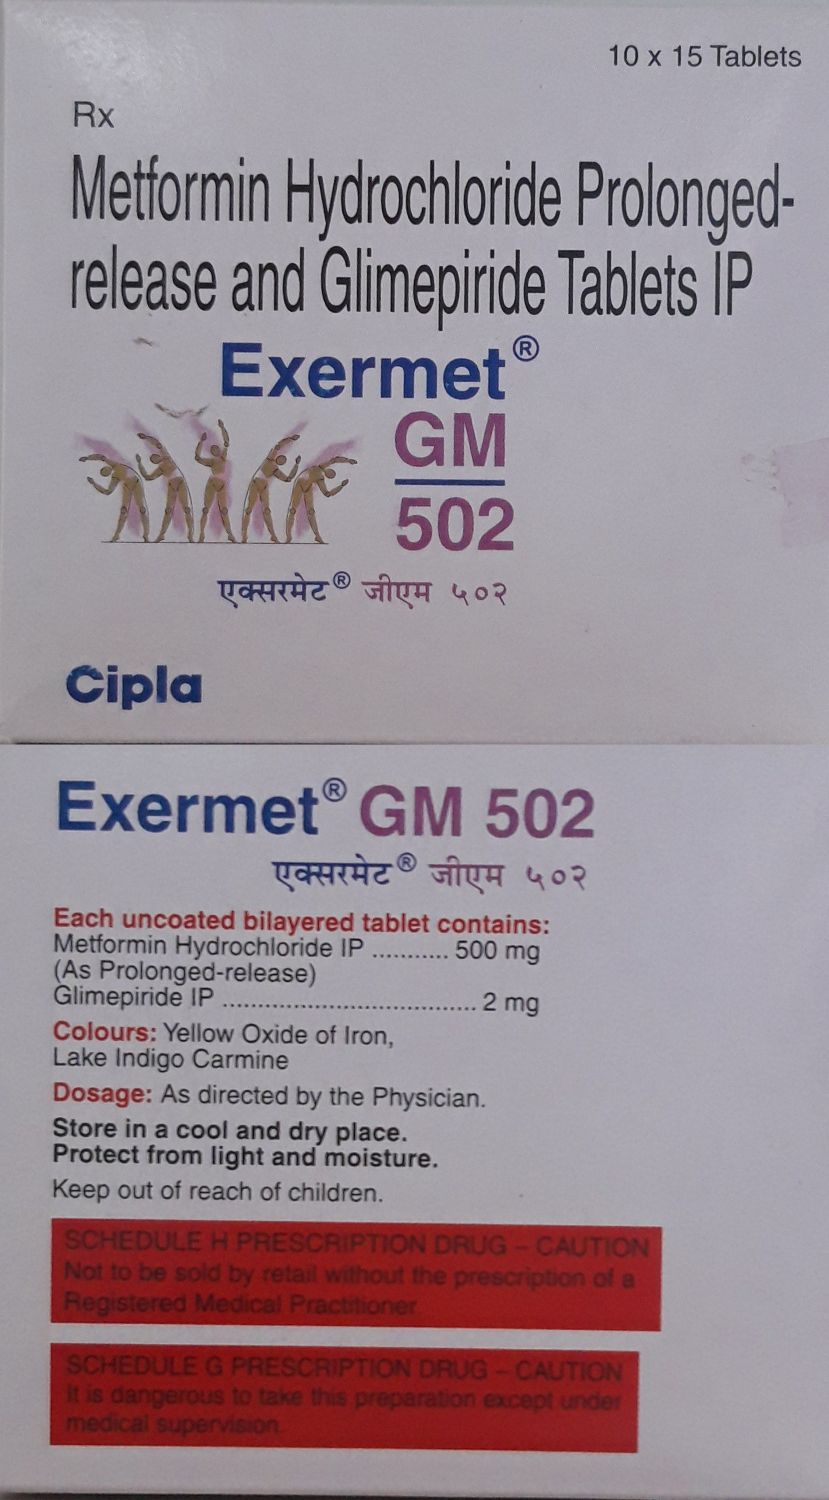 10 x 15 Tablets
Rx
Metformin Hydrochloride Prolonged-
release and Glimepiride Tablets IP
Exermet®
GM
502
एक्सरमेट® जीएम ५०२
Cipla
Exermet® GM 502
एक्सरमेट® जीएम ५०२
Each uncoated bilayered tablet contains:
Metformin Hydrochloride IP ........... 500 mg
(As Prolonged-release)
Glimepiride IP .................................... 2 mg
Colours: Yellow Oxide of Iron,
Lake Indigo Carmine
Dosage: As directed by the Physician.
Store in a cool and dry place.
Protect from light and moisture.
Keep out of reach of children.
SCHEDULE H PRESCRIPTION DRUG – CAUTION
Not to be sold by retail without the prescription of a
Registered Medical Practitioner.
SCHEDULE G PRESCRIPTION DRUG – CAUTION
It is dangerous to take this preparation except under
medical supervision.